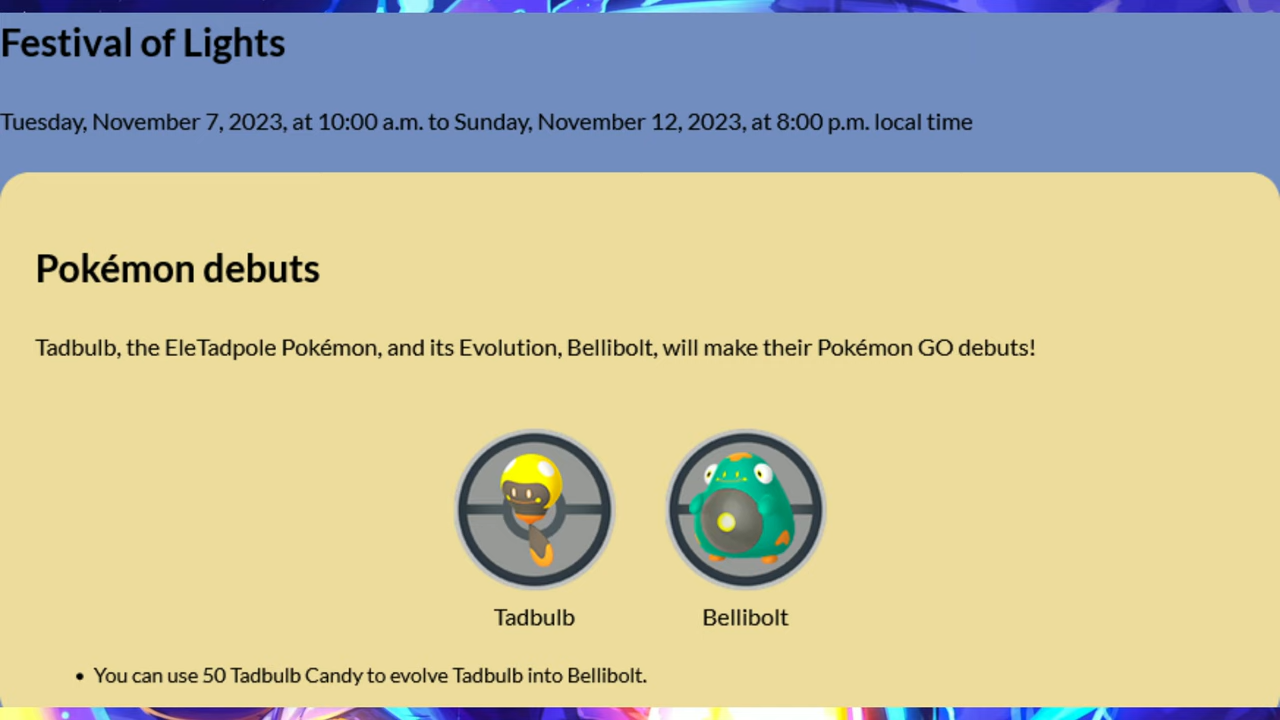 Festival of Lights
Tuesday, November 7, 2023, at 10:00 a.m. to Sunday, November 12, 2023, at 8:00 p.m. local time
Pokémon debuts
Tadbulb, the EleTadpole Pokémon, and its Evolution, Bellibolt, will make their Pokémon GO debuts!
Tadbulb
Bellibolt
• You can use 50 Tadbulb Candy to evolve Tadbulb into Bellibolt.